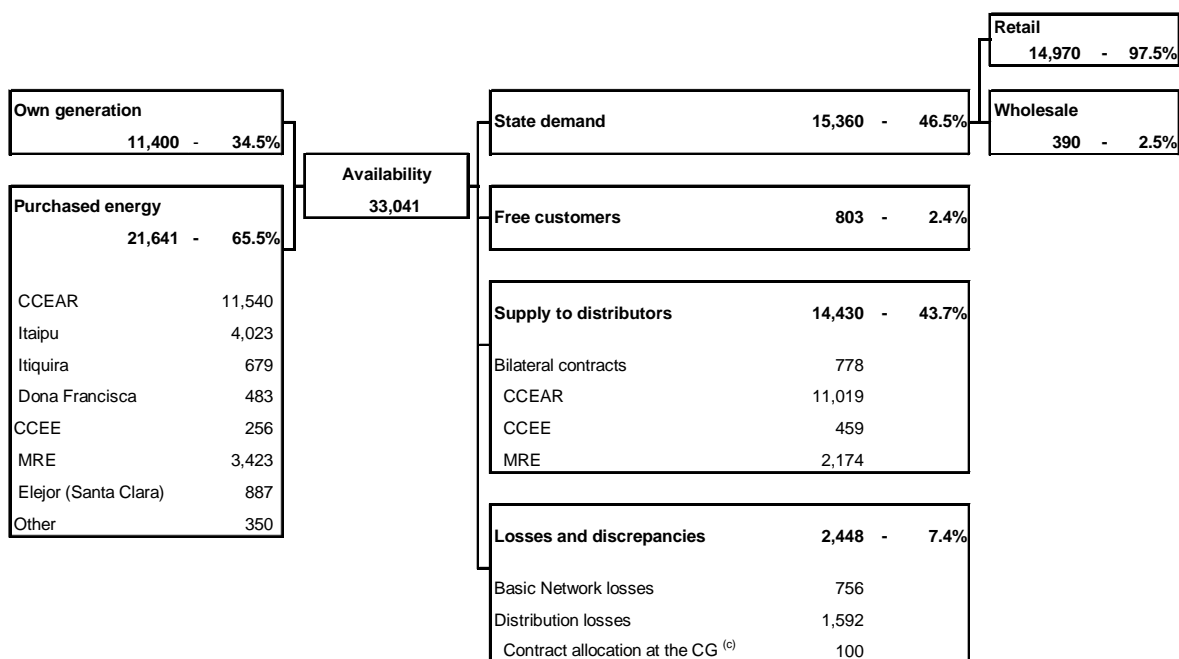 Retail
14,970 - 97.5%
Own generation
11,400 - 34.5%
State demand 15,360 - 46.5%
Wholesale
390 - 2.5%
Availability
33,041
Purchased energy
21,641 - 65.5%
Free customers 803 - 2.4%
CCEAR 11,540
Itaipu 4,023
Itiquira 679
Dona Francisca 483
CCEE 256
MRE 3,423
Elejor (Santa Clara) 887
Other 350
Supply to distributors 14,430 - 43.7%
Bilateral contracts 778
CCEAR 11,019
CCEE 459
MRE 2,174
Losses and discrepancies 2,448 - 7.4%
Basic Network losses 756
Distribution losses 1,592
Contract allocation at the CG (c) 100